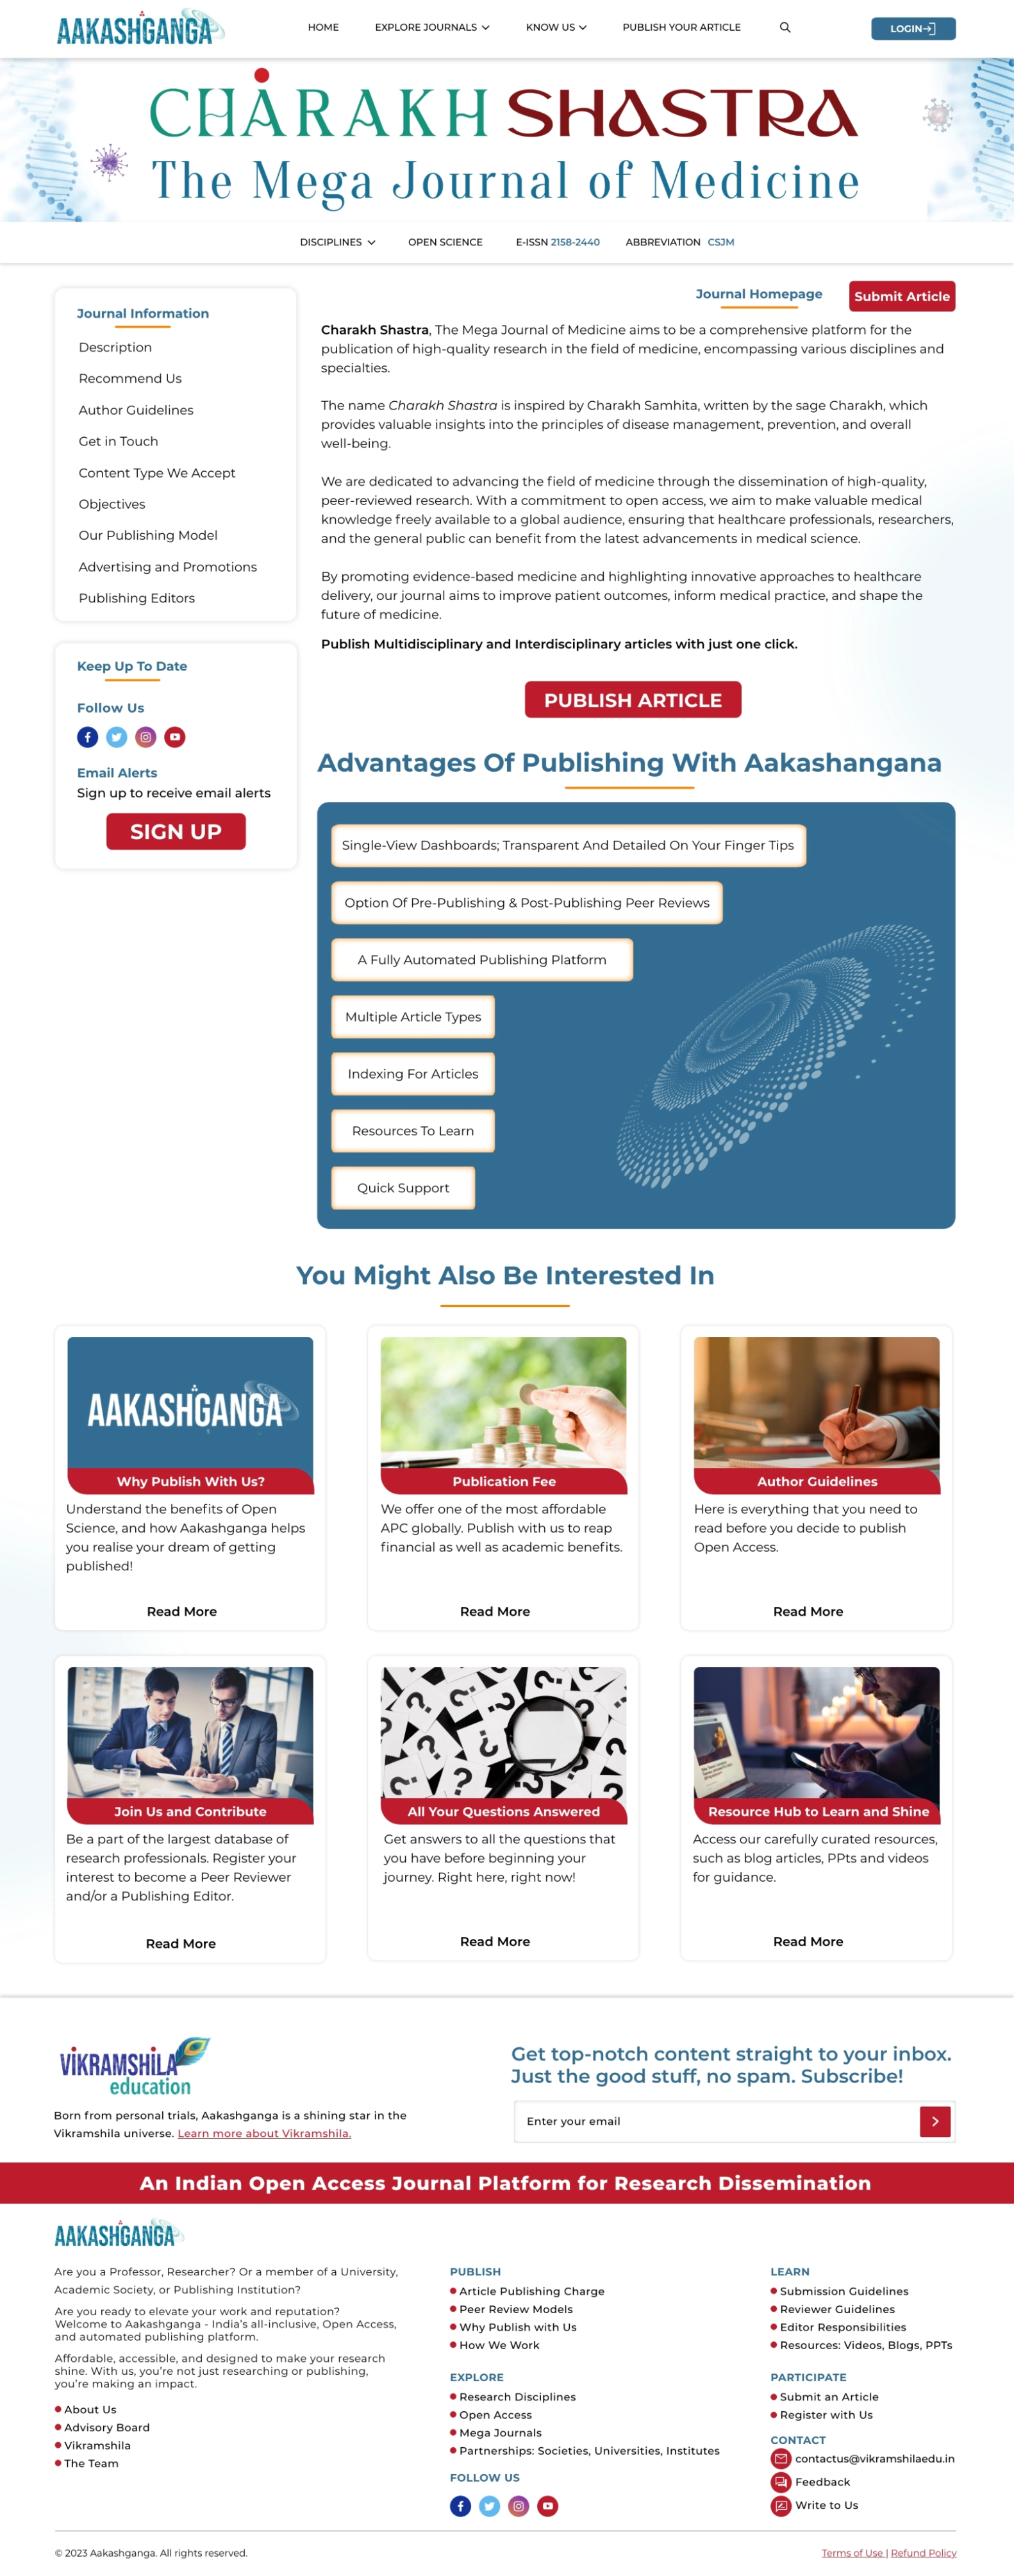 AAKASHGANGA
HOME
EXPLORE JOURNALS
KNOW US
PUBLISH YOUR ARTICLE
LOGIN
CHARAKH SHASTRA
The Mega Journal of Medicine
DISCIPLINES
OPEN SCIENCE
E-ISSN 2158-2440
ABBREVIATION CSJM
Journal Information
Description
Recommend Us
Author Guidelines
Get in Touch
Content Type We Accept
Objectives
Our Publishing Model
Advertising and Promotions
Publishing Editors
Keep Up To Date
Follow Us
Email Alerts
Sign up to receive email alerts
SIGN UP
Journal Homepage
Submit Article
Charakh Shastra, The Mega Journal of Medicine aims to be a comprehensive platform for the
publication of high-quality research in the field of medicine, encompassing various disciplines and
specialties.
The name Charakh Shastra is inspired by Charakh Samhita, written by the sage Charakh, which
provides valuable insights into the principles of disease management, prevention, and overall
well-being.
We are dedicated to advancing the field of medicine through the dissemination of high-quality,
peer-reviewed research. With a commitment to open access, we aim to make valuable medical
knowledge freely available to a global audience, ensuring that healthcare professionals, researchers,
and the general public can benefit from the latest advancements in medical science.
By promoting evidence-based medicine and highlighting innovative approaches to healthcare
delivery, our journal aims to improve patient outcomes, inform medical practice, and shape the
future of medicine.
Publish Multidisciplinary and Interdisciplinary articles with just one click.
PUBLISH ARTICLE
Advantages Of Publishing With Aakashangana
Single-View Dashboards; Transparent And Detailed On Your Finger Tips
Option Of Pre-Publishing & Post-Publishing Peer Reviews
A Fully Automated Publishing Platform
Multiple Article Types
Indexing For Articles
Resources To Learn
Quick Support
You Might Also Be Interested In
AAKASHGANGA
Why Publish With Us?
Understand the benefits of Open
Science, and how Aakashganga helps
you realise your dream of getting
published!
Read More
Publication Fee
We offer one of the most affordable
APC globally. Publish with us to reap
financial as well as academic benefits.
Read More
Author Guidelines
Here is everything that you need to
read before you decide to publish
Open Access.
Read More
Join Us and Contribute
Be a part of the largest database of
research professionals. Register your
interest to become a Peer Reviewer
and/or a Publishing Editor.
Read More
All Your Questions Answered
Get answers to all the questions that
you have before beginning your
journey. Right here, right now!
Read More
Resource Hub to Learn and Shine
Access our carefully curated resources,
such as blog articles, PPts and videos
for guidance.
Read More
VIKRAMSHILA
education
Born from personal trials, Aakashganga is a shining star in the
Vikramshila universe. Learn more about Vikramshila.
Get top-notch content straight to your inbox.
Just the good stuff, no spam. Subscribe!
Enter your email
An Indian Open Access Journal Platform for Research Dissemination
AAKASHGANGA
Are you a Professor, Researcher? Or a member of a University,
Academic Society, or Publishing Institution?
Are you ready to elevate your work and reputation?
Welcome to Aakashganga - India's all-inclusive, Open Access,
and automated publishing platform.
Affordable, accessible, and designed to make your research
shine. With us, you're not just researching or publishing,
you're making an impact.
About Us
Advisory Board
Vikramshila
The Team
PUBLISH
Article Publishing Charge
Peer Review Models
Why Publish with Us
How We Work
EXPLORE
Research Disciplines
Open Access
Mega Journals
Partnerships: Societies, Universities, Institutes
FOLLOW US
LEARN
Submission Guidelines
Reviewer Guidelines
Editor Responsibilities
Resources: Videos, Blogs, PPTs
PARTICIPATE
Submit an Article
Register with Us
CONTACT
contactus@vikramshilaedu.in
Feedback
Write to Us
© 2023 Aakashganga. All rights reserved.
Terms of Use | Refund Policy